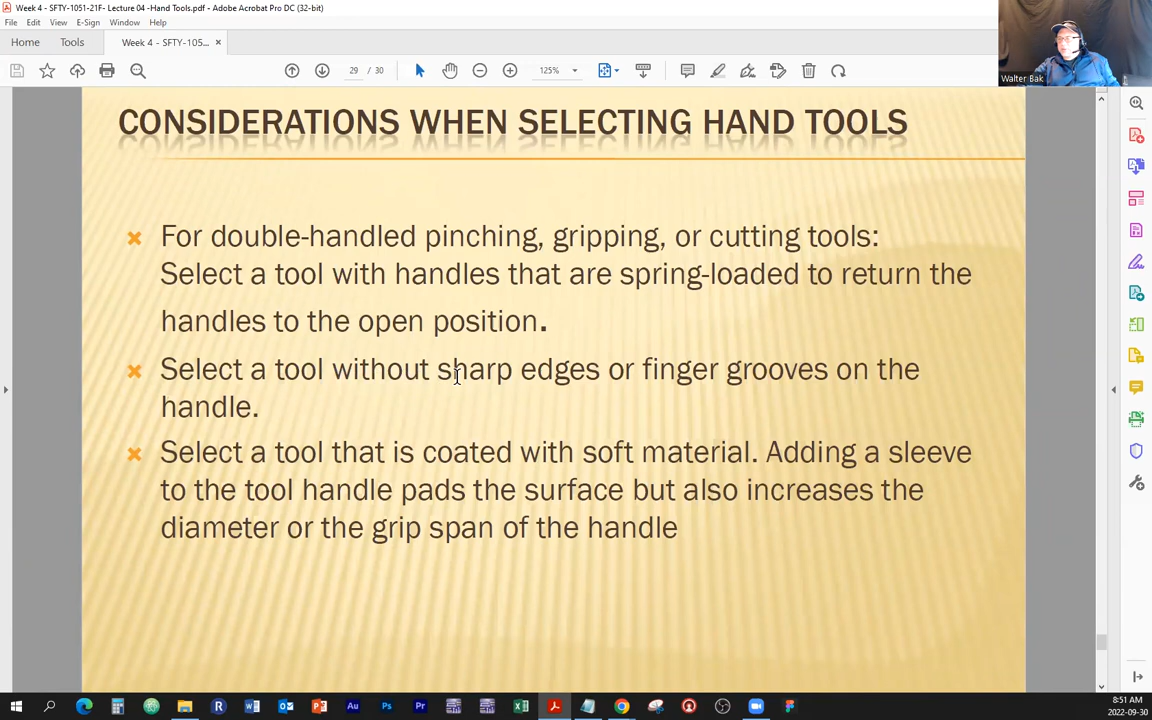 Week 4 - SFTY-1051-21F- Lecture 04 -Hand Tools.pdf - Adobe Acrobat Pro DC (32-bit)
File Edit View E-Sign Window Help
Home Tools Week 4 - SFTY-105... ×
29 / 30 125%
Walter Bak
CONSIDERATIONS WHEN SELECTING HAND TOOLS
For double-handled pinching, gripping, or cutting tools:
Select a tool with handles that are spring-loaded to return the
handles to the open position.
Select a tool without sharp edges or finger grooves on the
handle.
Select a tool that is coated with soft material. Adding a sleeve
to the tool handle pads the surface but also increases the
diameter or the grip span of the handle
8:51 AM
2022-09-30